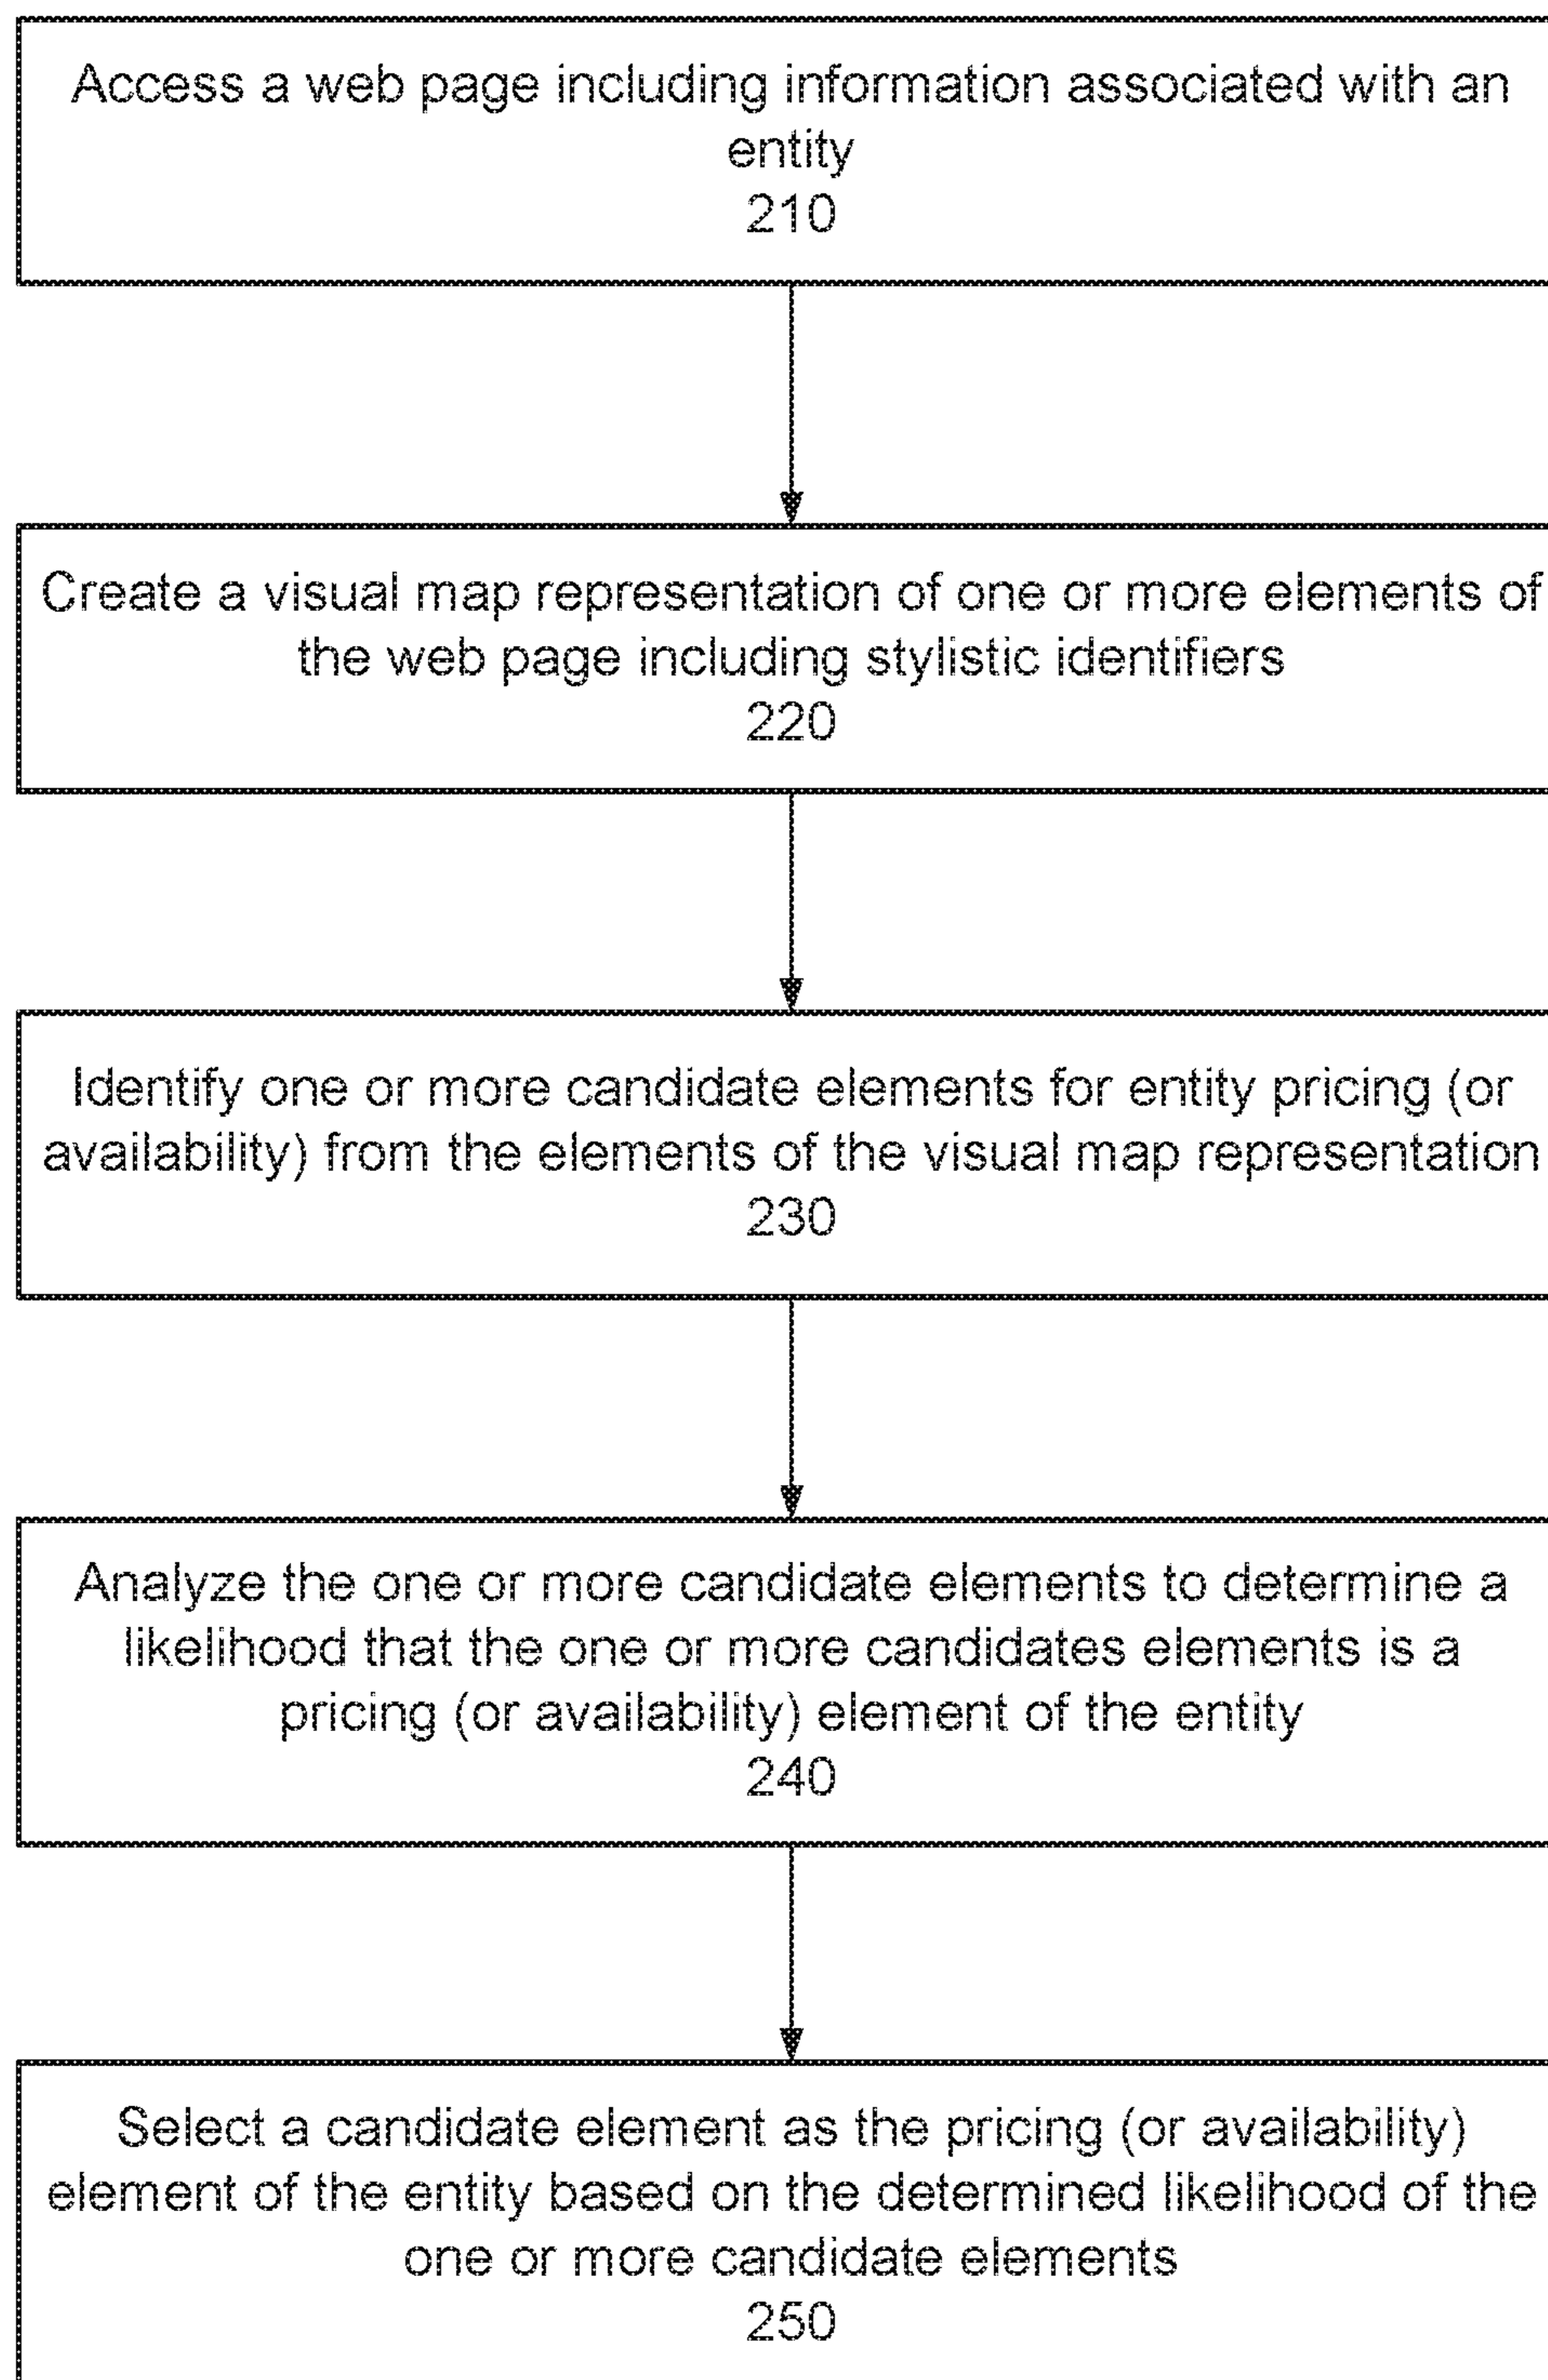 Access a web page including information associated with an
entity
210
Create a visual map representation of one or more elements of
the web page including stylistic identifiers
220
Identify one or more candidate elements for entity pricing (or
availability) from the elements of the visual map representation
230
Analyze the one or more candidate elements to determine a
likelihood that the one or more candidates elements is a
pricing (or availability) element of the entity
240
Select a candidate element as the pricing (or availability)
element of the entity based on the determined likelihood of the
one or more candidate elements
250